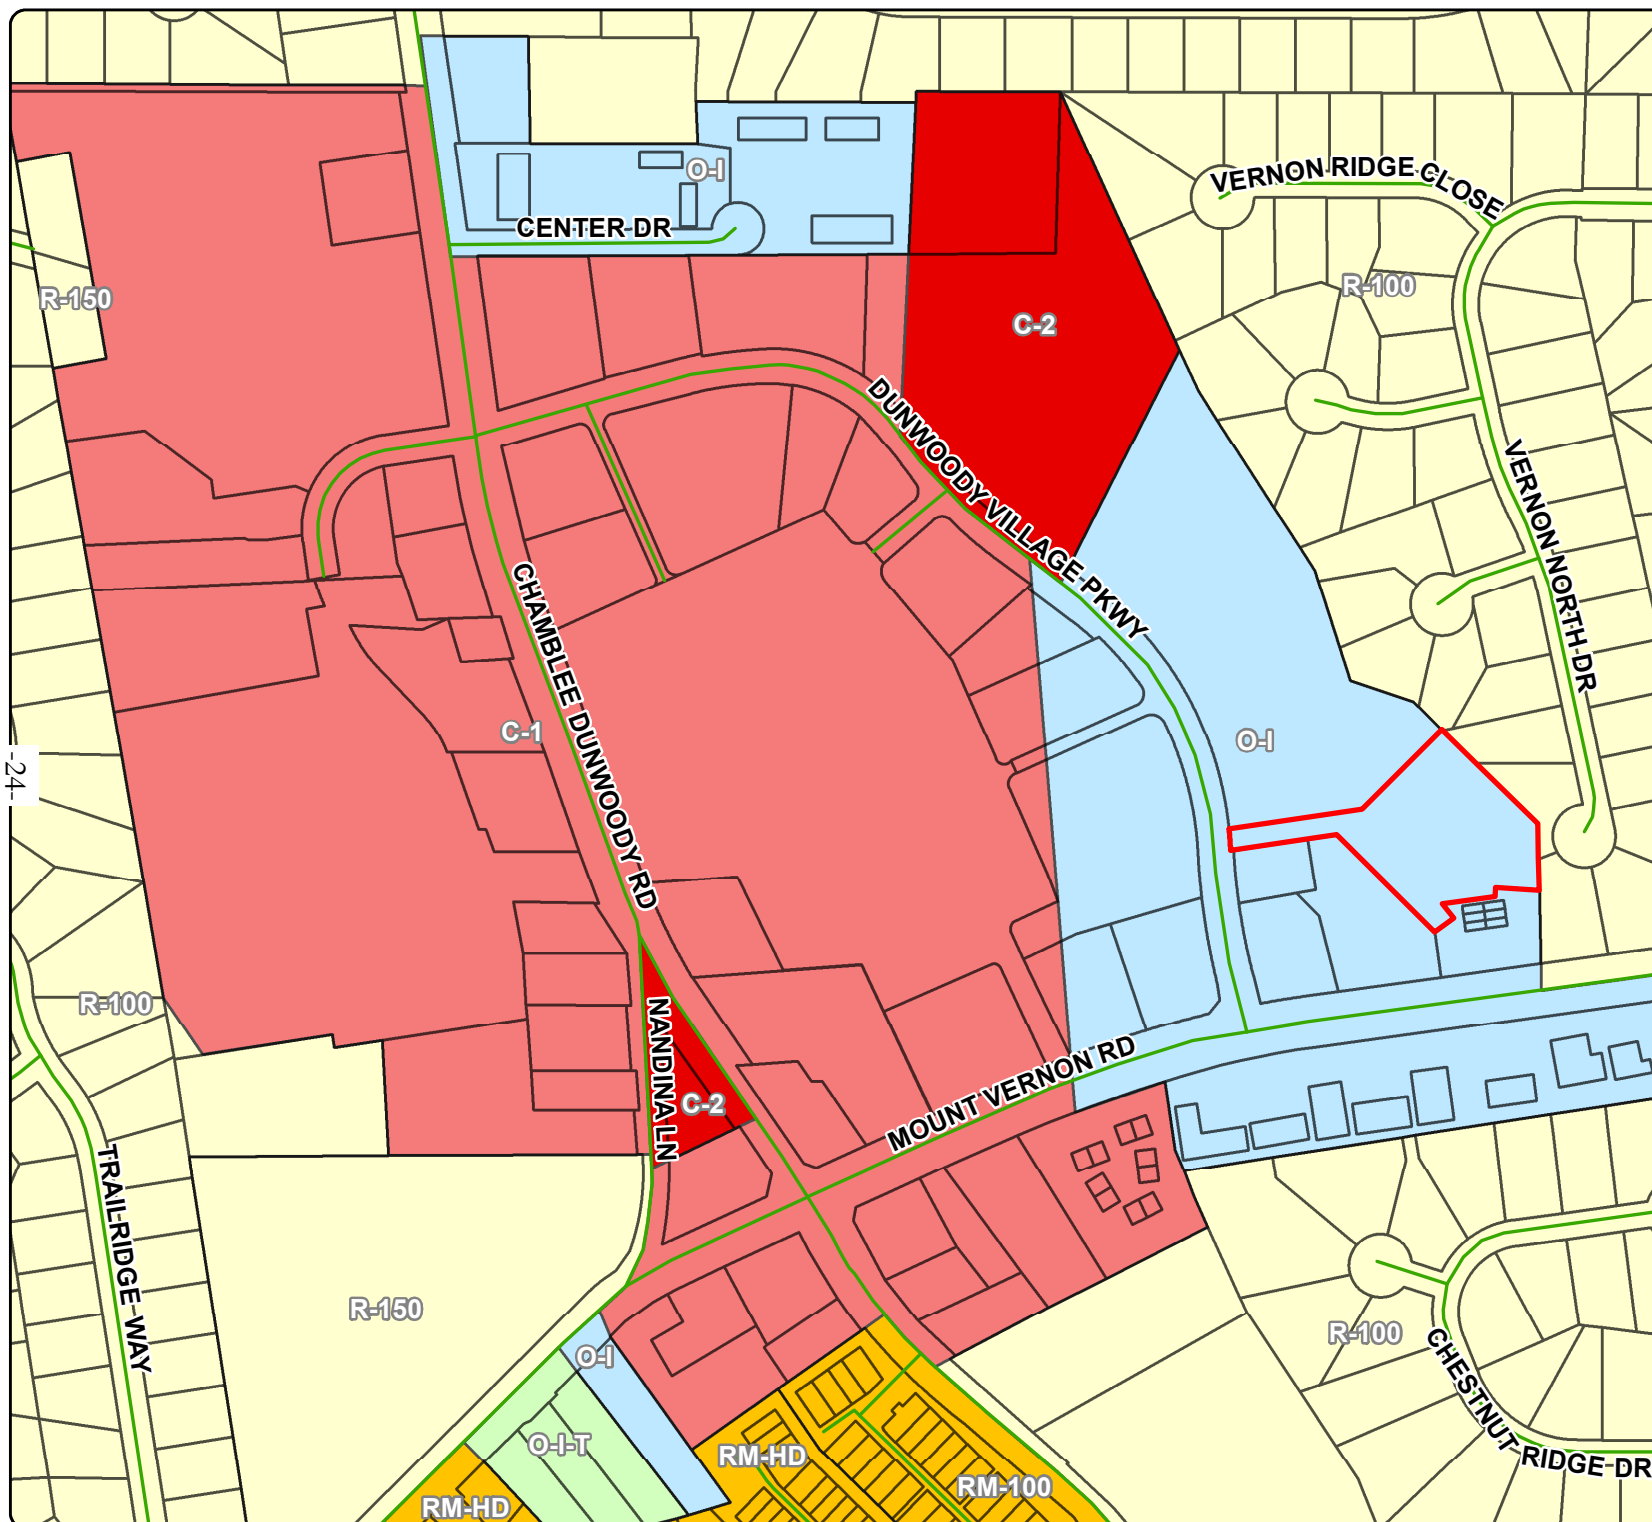 O-I
CENTER DR
VERNON RIDGE CLOSE
R-150
R-100
C-2
DUNWOODY VILLAGE PKWY
VERNON NORTH DR
CHAMBLEE DUNWOODY RD
C-1
O-I
-24-
R-100
NANDINA LN
C-2
MOUNT VERNON RD
TRAILRIDGE WAY
R-150
O-I
R-100
CHESTNUT RIDGE DR
O-I-T
RM-HD
RM-100
RM-HD